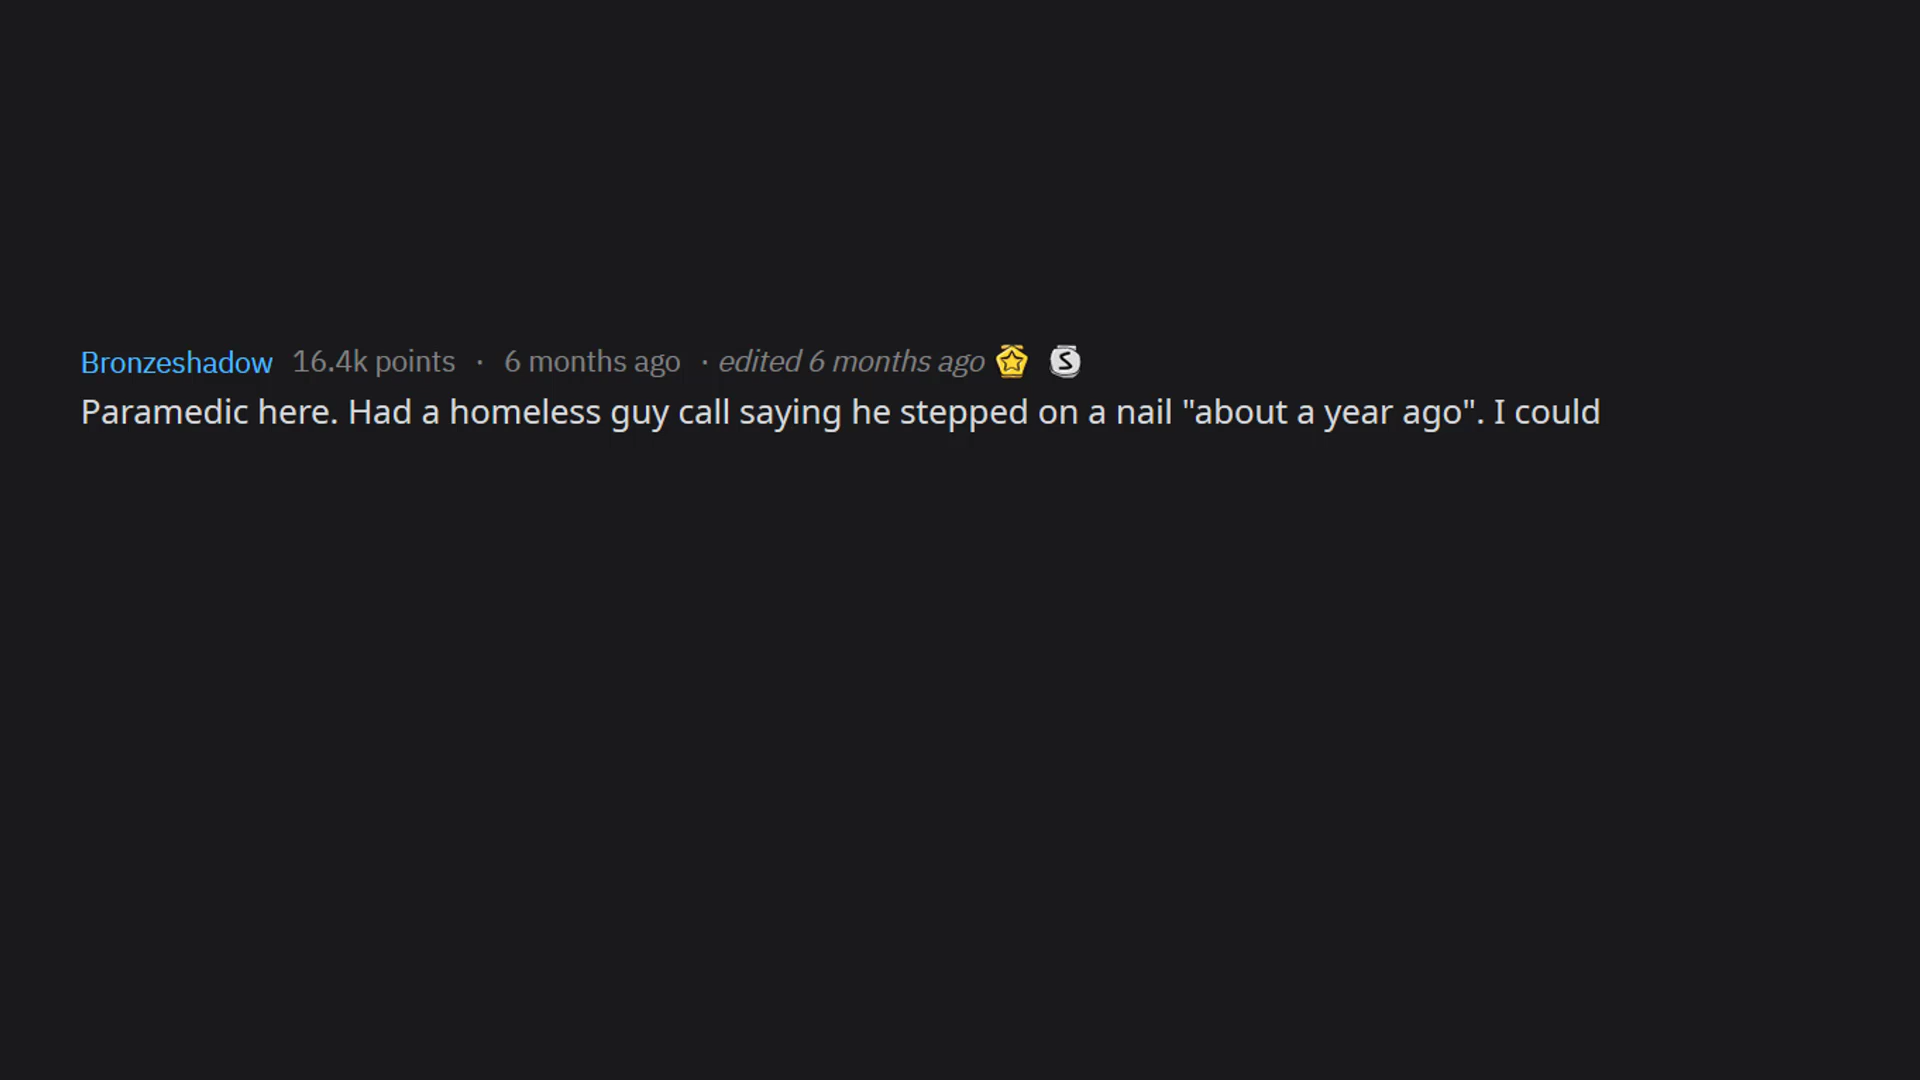 Bronzeshadow 16.4k points · 6 months ago · edited 6 months ago S
Paramedic here. Had a homeless guy call saying he stepped on a nail "about a year ago". I could